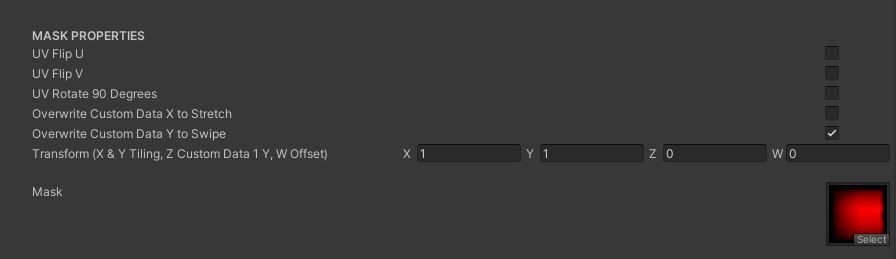 MASK PROPERTIES
UV Flip U
UV Flip V
UV Rotate 90 Degrees
Overwrite Custom Data X to Stretch
Overwrite Custom Data Y to Swipe
Transform (X & Y Tiling, Z Custom Data 1 Y, W Offset) X 1 Y 1 Z 0 W 0
Mask
Select